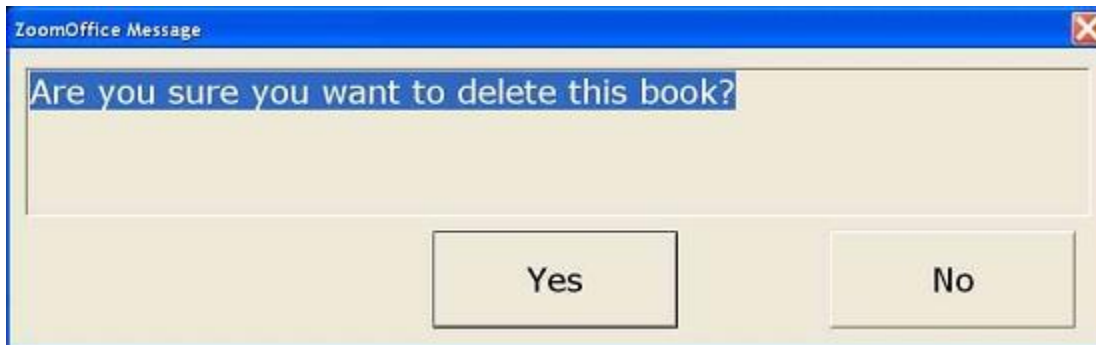 ZoomOffice Message
Are you sure you want to delete this book?
Yes No